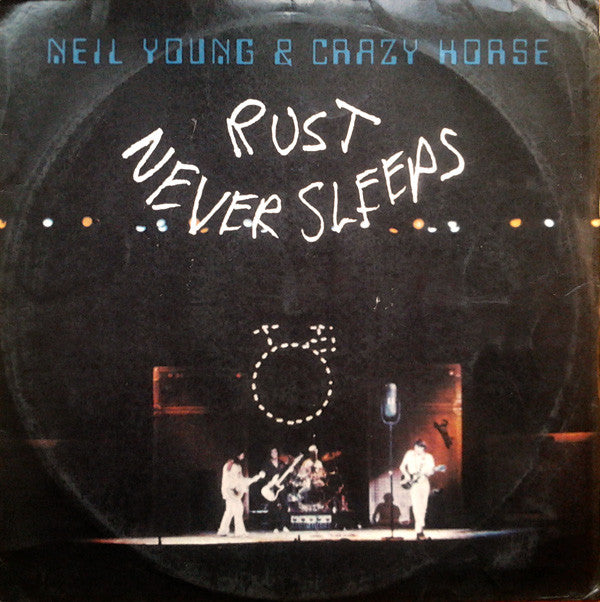 NEIL YOUNG & CRAZY HORSE
RUST
NEVER SLEEPS